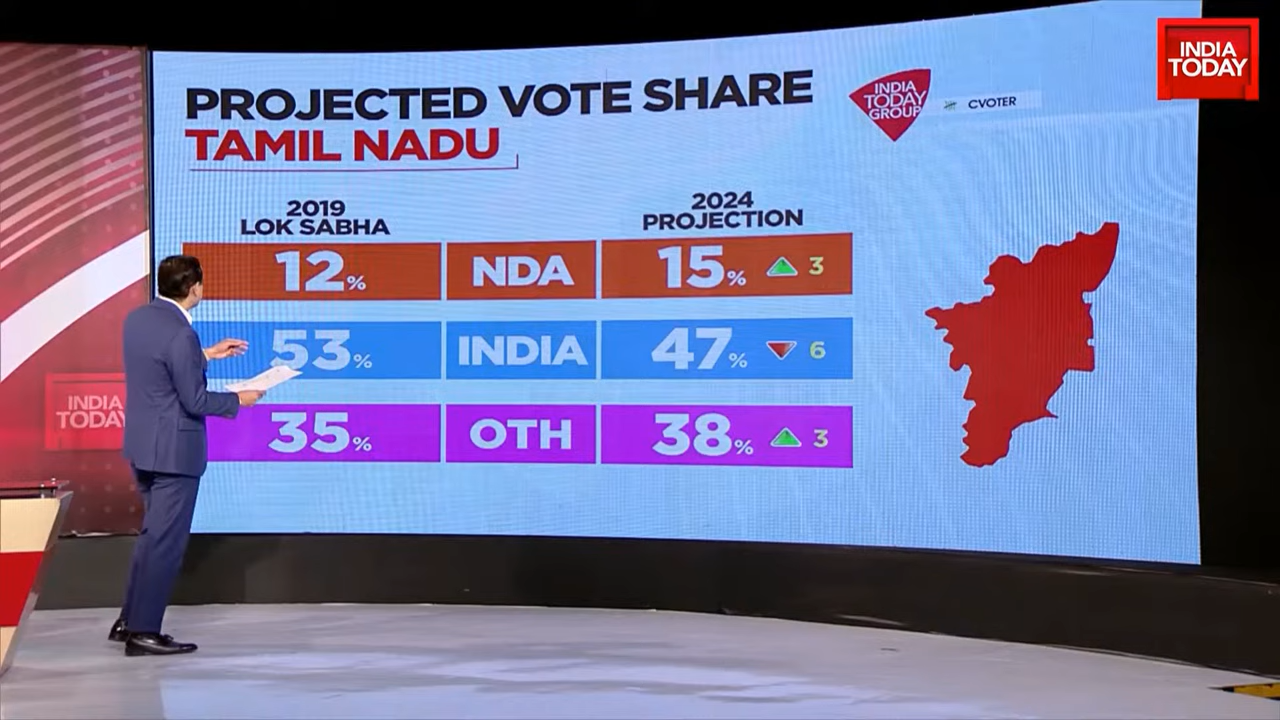 PROJECTED VOTE SHARE
TAMIL NADU
INDIA
TODAY
GROUP
CVOTER
INDIA
TODAY
2019
LOK SABHA
2024
PROJECTION
12% NDA 15% 3
53% INDIA 47% 6
35% OTH 38% 3
INDIA
TODAY